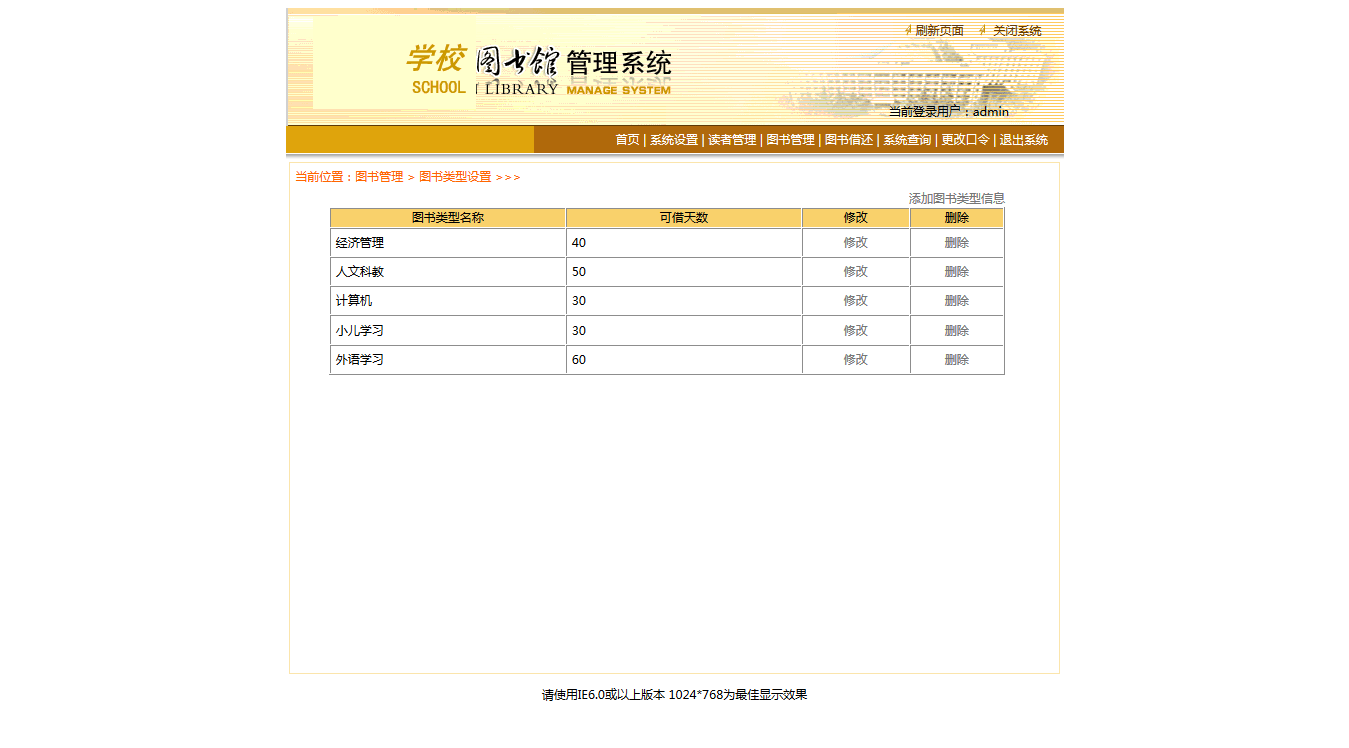 刷新页面 关闭系统
学校 图书馆 管理系统
SCHOOL LIBRARY MANAGE SYSTEM
当前登录用户：admin
首页 | 系统设置 | 读者管理 | 图书管理 | 图书借还 | 系统查询 | 更改口令 | 退出系统
当前位置：图书管理 > 图书类型设置 >>>
添加图书类型信息
图书类型名称 可借天数 修改 删除
经济管理 40 修改 删除
人文科教 50 修改 删除
计算机 30 修改 删除
小儿学习 30 修改 删除
外语学习 60 修改 删除
请使用IE6.0或以上版本 1024*768为最佳显示效果